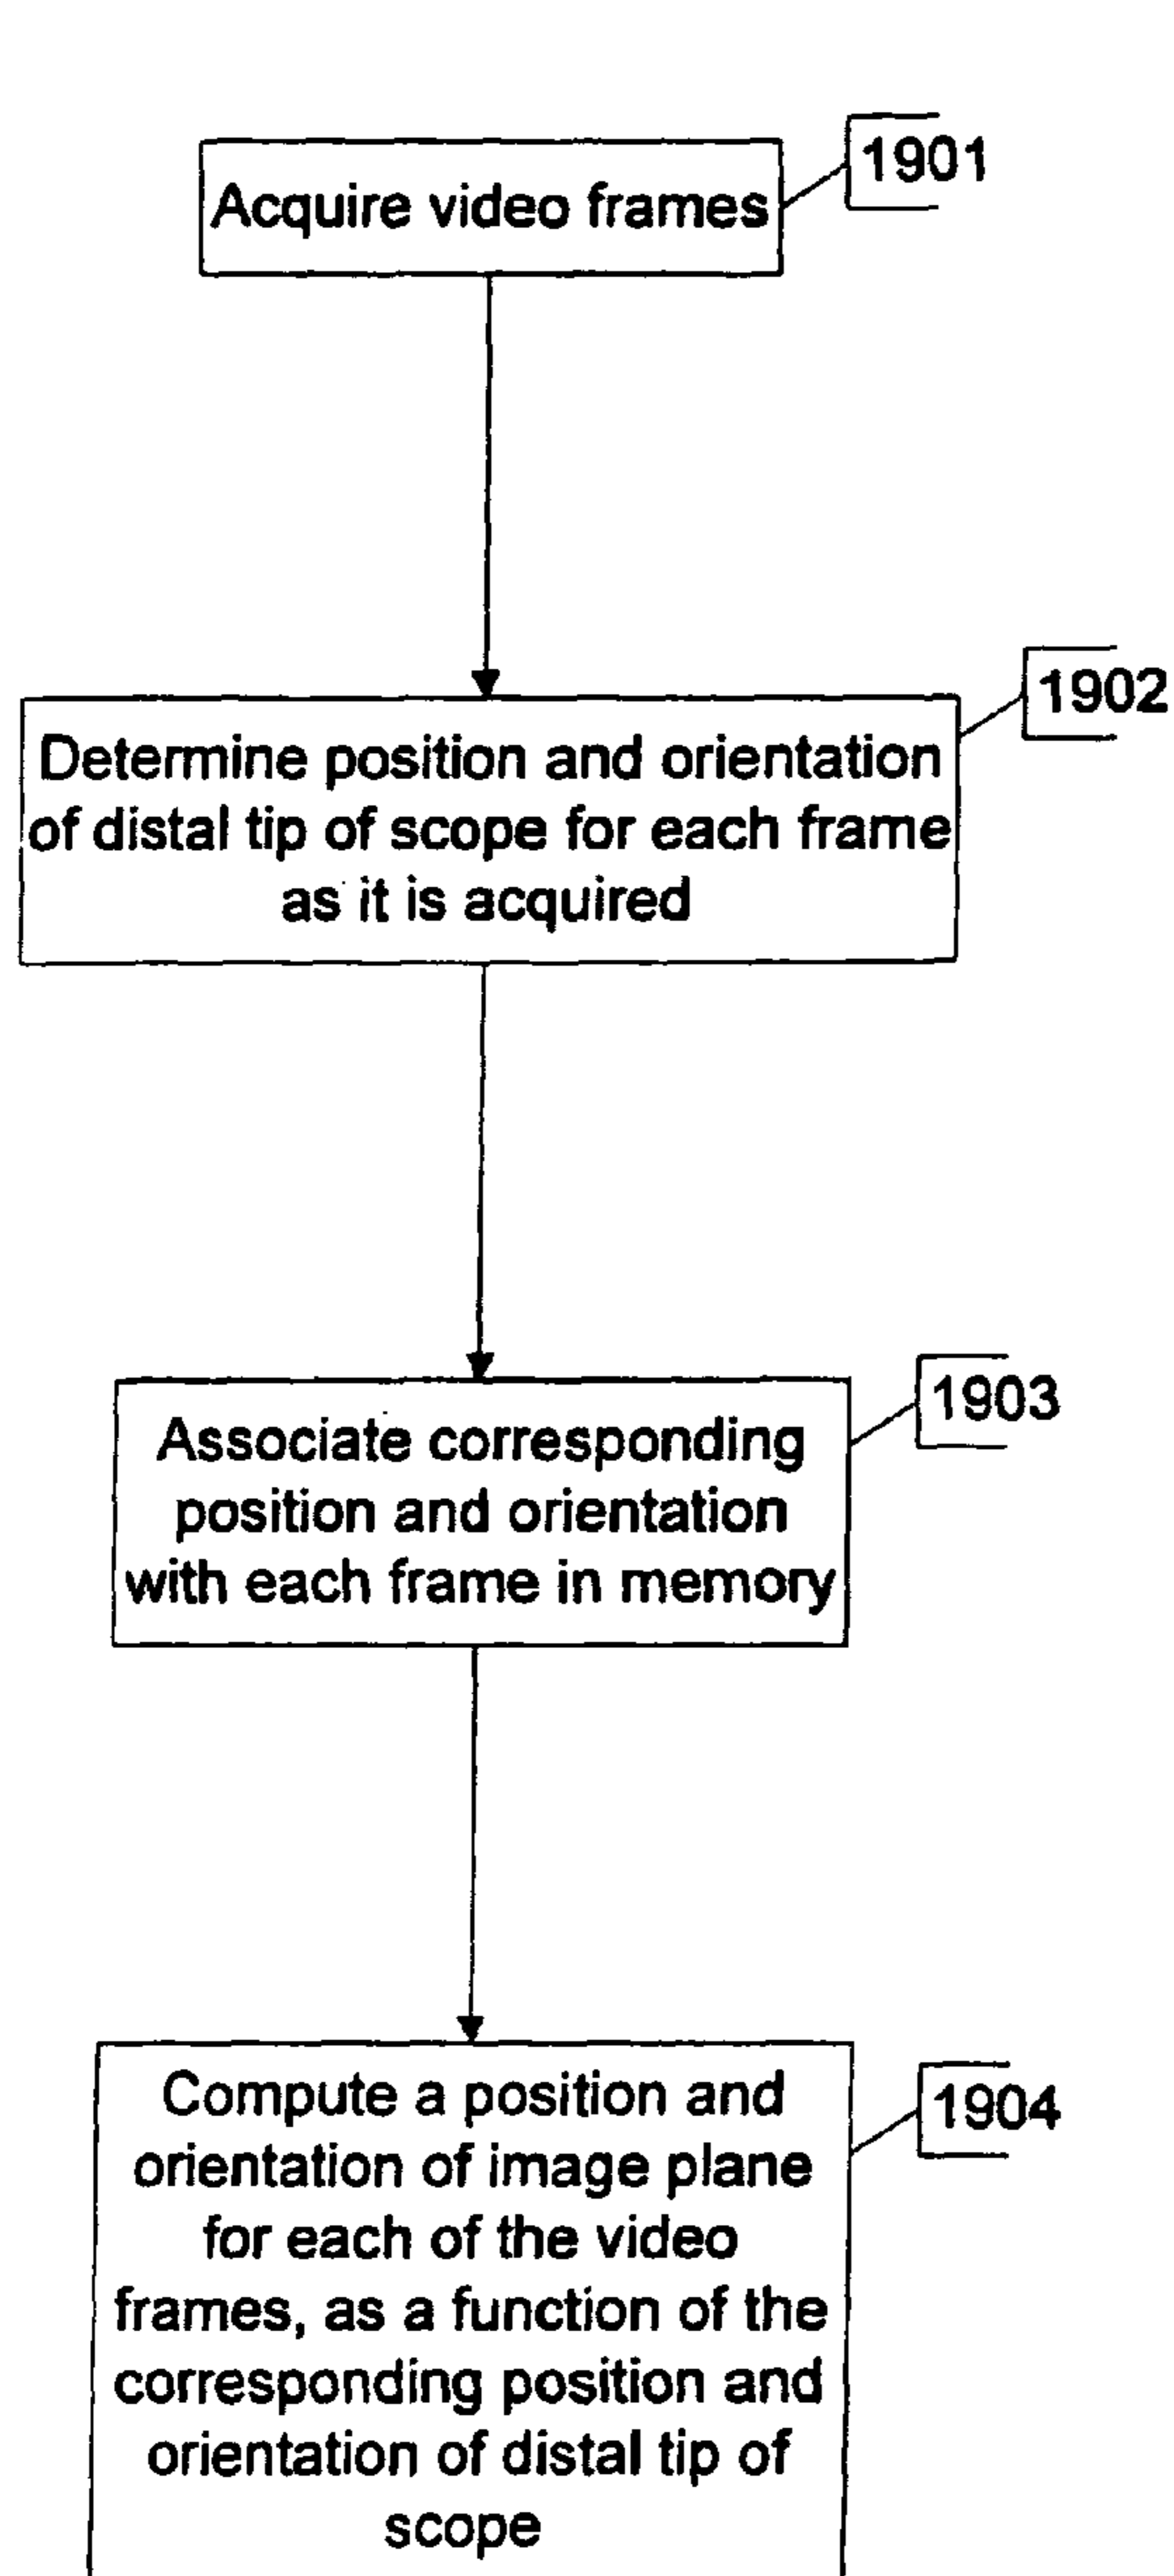 1901
Acquire video frames
1902
Determine position and orientation
of distal tip of scope for each frame
as it is acquired
1903
Associate corresponding
position and orientation
with each frame in memory
1904
Compute a position and
orientation of image plane
for each of the video
frames, as a function of the
corresponding position and
orientation of distal tip of
scope